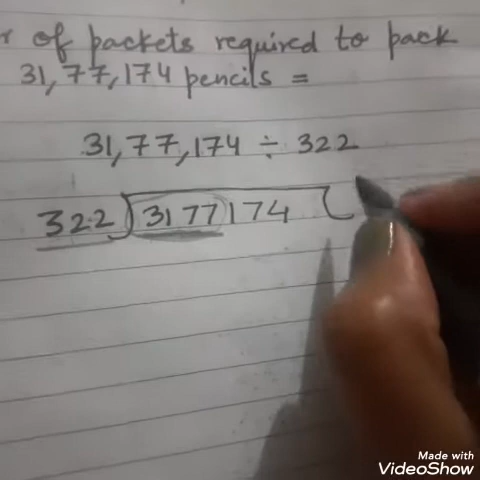 r of packets required to pack
31,77,174 pencils =
31,77,174 ÷ 322
322)3177174(
Made with
VideoShow